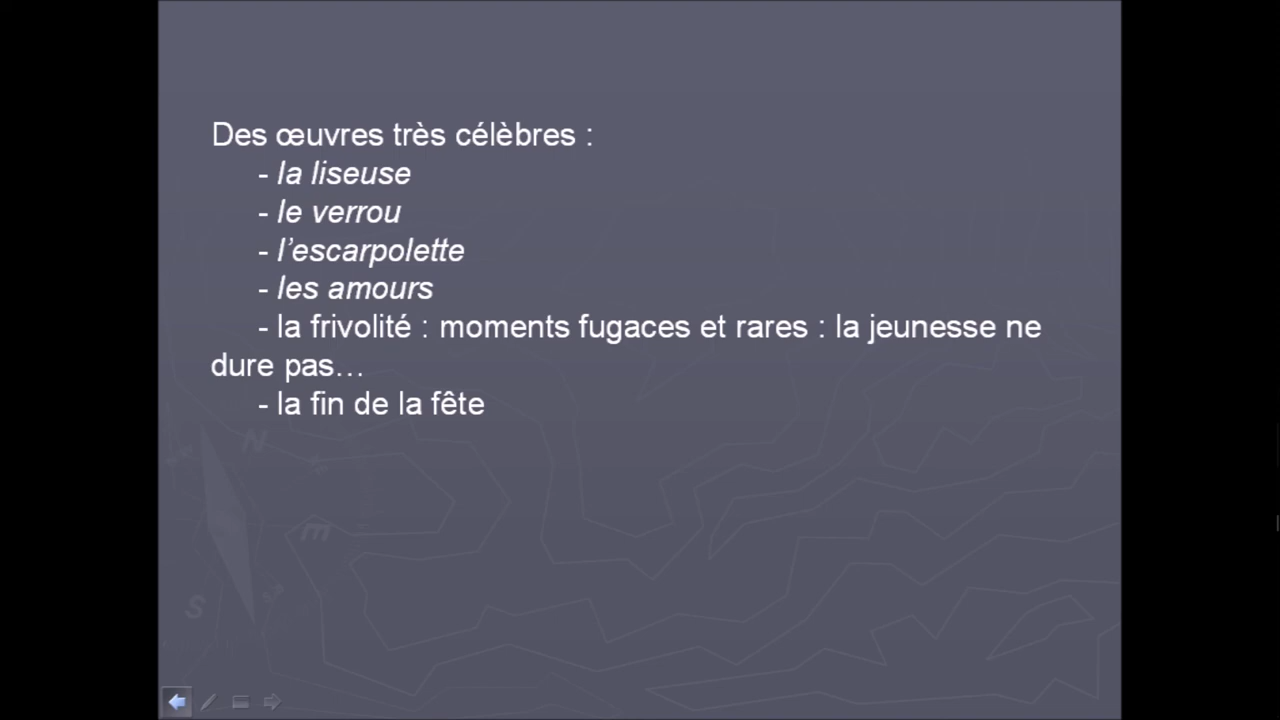 Des œuvres très célèbres :
- la liseuse
- le verrou
- l’escarpolette
- les amours
- la frivolité : moments fugaces et rares : la jeunesse ne
dure pas…
- la fin de la fête
N
m
S